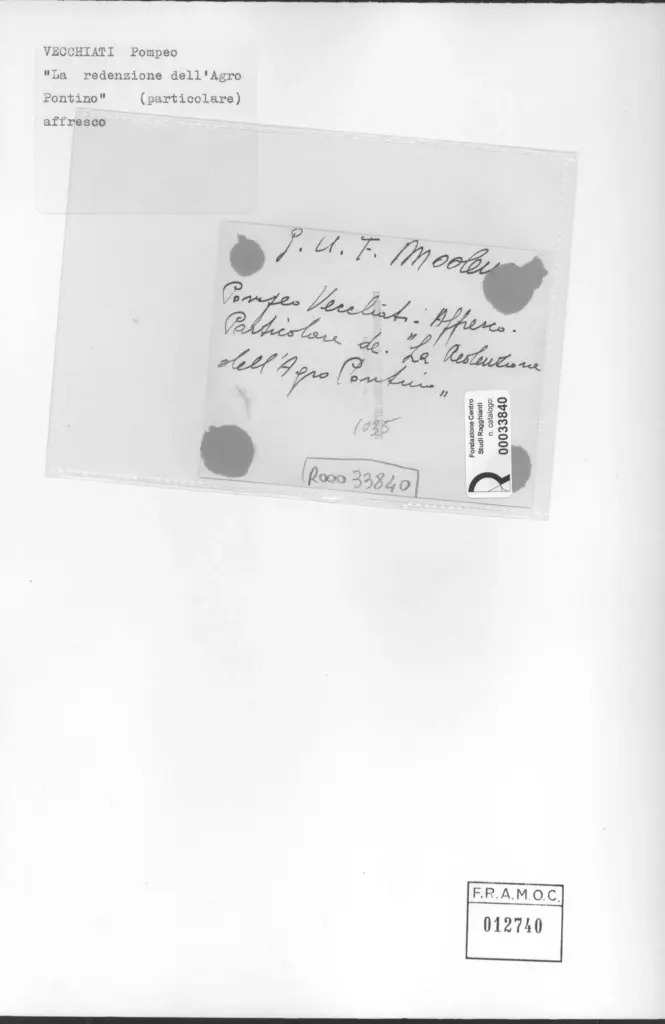 VECCHIATI Pompeo
"La redenzione dell'Agro
Pontino" (particolare)
affresco
G. U. F.
Pompeo Vecchiati: Affresco.
Particolare de. "La Redenzione
dell'Agro Pontino„
Fondazione Centro
Studi Ragghianti
n. catalogo:
00033840
R000 33840
F.R.A.M.O.C.
012740